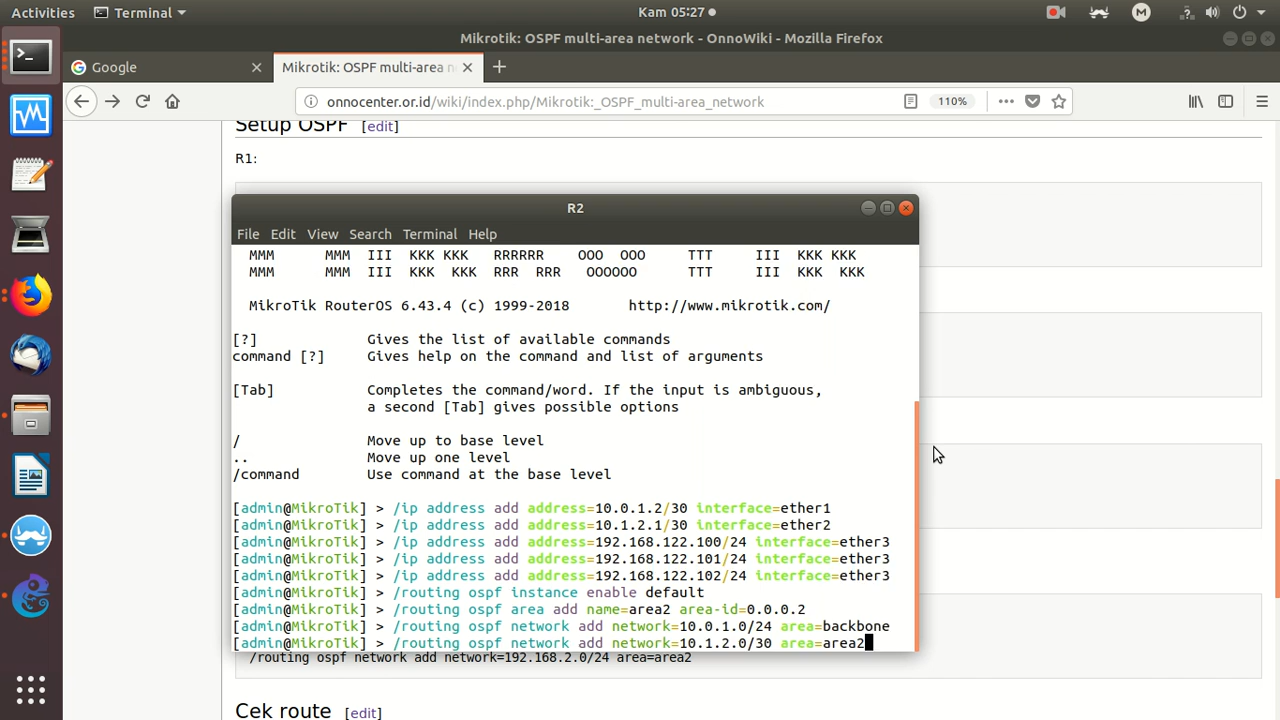 Activities
Terminal
Kam 05:27
M
?
Mikrotik: OSPF multi-area network - OnnoWiki - Mozilla Firefox
Google
Mikrotik: OSPF multi-area n
onnocenter.or.id/wiki/index.php/Mikrotik:_OSPF_multi-area_network
110%
Setup OSPF [edit]
R1:
R2
File Edit View Search Terminal Help
MMM MMM III KKK KKK RRRRRR OOO OOO TTT III KKK KKK
MMM MMM III KKK KKK RRR RRR OOOOOO TTT III KKK KKK
MikroTik RouterOS 6.43.4 (c) 1999-2018 http://www.mikrotik.com/
[?] Gives the list of available commands
command [?] Gives help on the command and list of arguments
[Tab] Completes the command/word. If the input is ambiguous,
a second [Tab] gives possible options
/ Move up to base level
.. Move up one level
/command Use command at the base level
[admin@MikroTik] > /ip address add address=10.0.1.2/30 interface=ether1
[admin@MikroTik] > /ip address add address=10.1.2.1/30 interface=ether2
[admin@MikroTik] > /ip address add address=192.168.122.100/24 interface=ether3
[admin@MikroTik] > /ip address add address=192.168.122.101/24 interface=ether3
[admin@MikroTik] > /ip address add address=192.168.122.102/24 interface=ether3
[admin@MikroTik] > /routing ospf instance enable default
[admin@MikroTik] > /routing ospf area add name=area2 area-id=0.0.0.2
[admin@MikroTik] > /routing ospf network add network=10.0.1.0/24 area=backbone
[admin@MikroTik] > /routing ospf network add network=10.1.2.0/30 area=area2
/routing ospf network add network=192.168.2.0/24 area=area2
Cek route [edit]